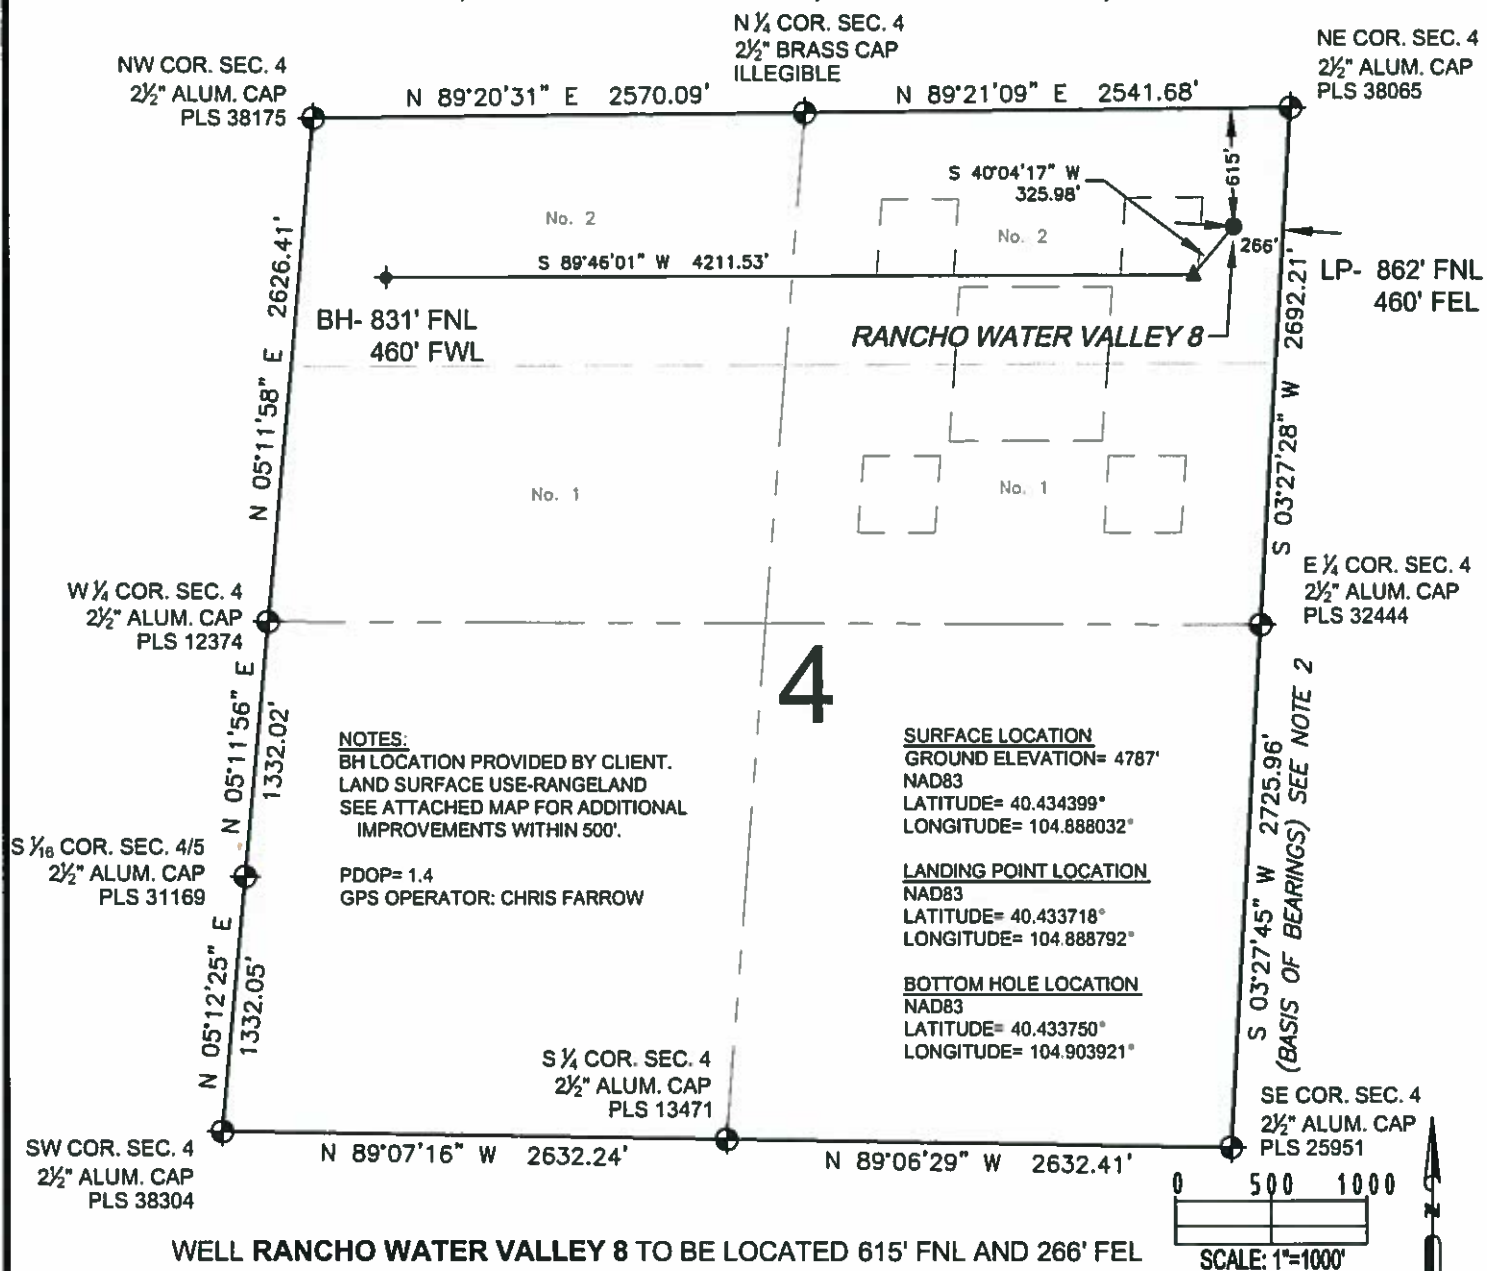 N ¼ COR. SEC. 4
2½" BRASS CAP
ILLEGIBLE
NE COR. SEC. 4
2½" ALUM. CAP
PLS 38065
NW COR. SEC. 4
2½" ALUM. CAP
PLS 38175
N 89°20'31" E 2570.09'
N 89°21'09" E 2541.68'
S 40°04'17" W
325.98'
615'
No. 2
No. 2
266'
S 89°46'01" W 4211.53'
LP- 862' FNL
460' FEL
BH- 831' FNL
460' FWL
RANCHO WATER VALLEY 8
N 05°11'58" E 2626.41'
S 03°27'28" W 2692.21'
No. 1
No. 1
W ¼ COR. SEC. 4
2½" ALUM. CAP
PLS 12374
E ¼ COR. SEC. 4
2½" ALUM. CAP
PLS 32444
4
N 05°11'56" E
1332.02'
NOTES:
BH LOCATION PROVIDED BY CLIENT.
LAND SURFACE USE-RANGELAND
SEE ATTACHED MAP FOR ADDITIONAL
IMPROVEMENTS WITHIN 500'.
PDOP= 1.4
GPS OPERATOR: CHRIS FARROW
SURFACE LOCATION
GROUND ELEVATION= 4787'
NAD83
LATITUDE= 40.434399°
LONGITUDE= 104.888032°
LANDING POINT LOCATION
NAD83
LATITUDE= 40.433718°
LONGITUDE= 104.888792°
BOTTOM HOLE LOCATION
NAD83
LATITUDE= 40.433750°
LONGITUDE= 104.903921°
S 03°27'45" W 2725.96'
(BASIS OF BEARINGS) SEE NOTE 2
S 1/16 COR. SEC. 4/5
2½" ALUM. CAP
PLS 31169
N 05°12'25" E
1332.05'
S ¼ COR. SEC. 4
2½" ALUM. CAP
PLS 13471
SE COR. SEC. 4
2½" ALUM. CAP
PLS 25951
SW COR. SEC. 4
2½" ALUM. CAP
PLS 38304
N 89°07'16" W 2632.24'
N 89°06'29" W 2632.41'
0 500 1000
SCALE: 1"=1000'
N
WELL RANCHO WATER VALLEY 8 TO BE LOCATED 615' FNL AND 266' FEL